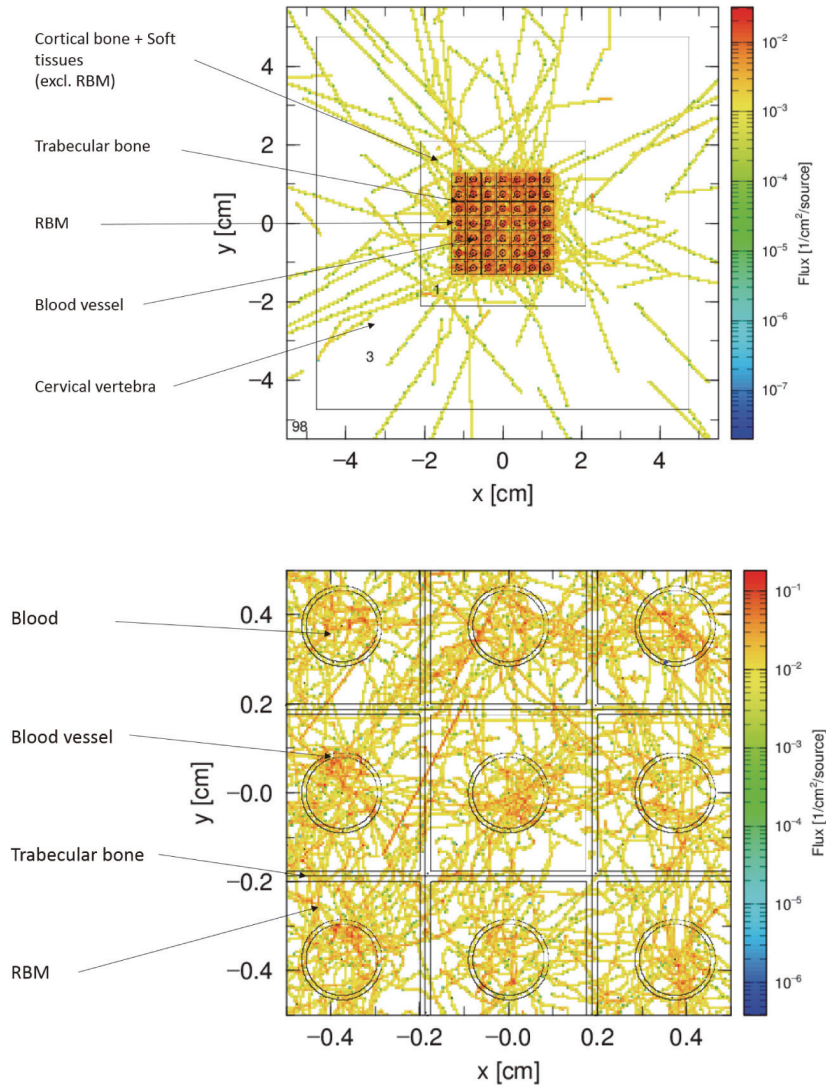 Cortical bone + Soft
tissues
(excl. RBM)
Trabecular bone
RBM
Blood vessel
Cervical vertebra
y [cm]
4
2
0
−2
−4
1
3
98
−4 −2 0 2 4
x [cm]
10⁻²
10⁻³
10⁻⁴
10⁻⁵
10⁻⁶
10⁻⁷
Flux [1/cm²/source]
Blood
Blood vessel
Trabecular bone
RBM
y [cm]
0.4
0.2
−0.0
−0.2
−0.4
−0.4 −0.2 −0.0 0.2 0.4
x [cm]
10⁻¹
10⁻²
10⁻³
10⁻⁴
10⁻⁵
10⁻⁶
Flux [1/cm²/source]